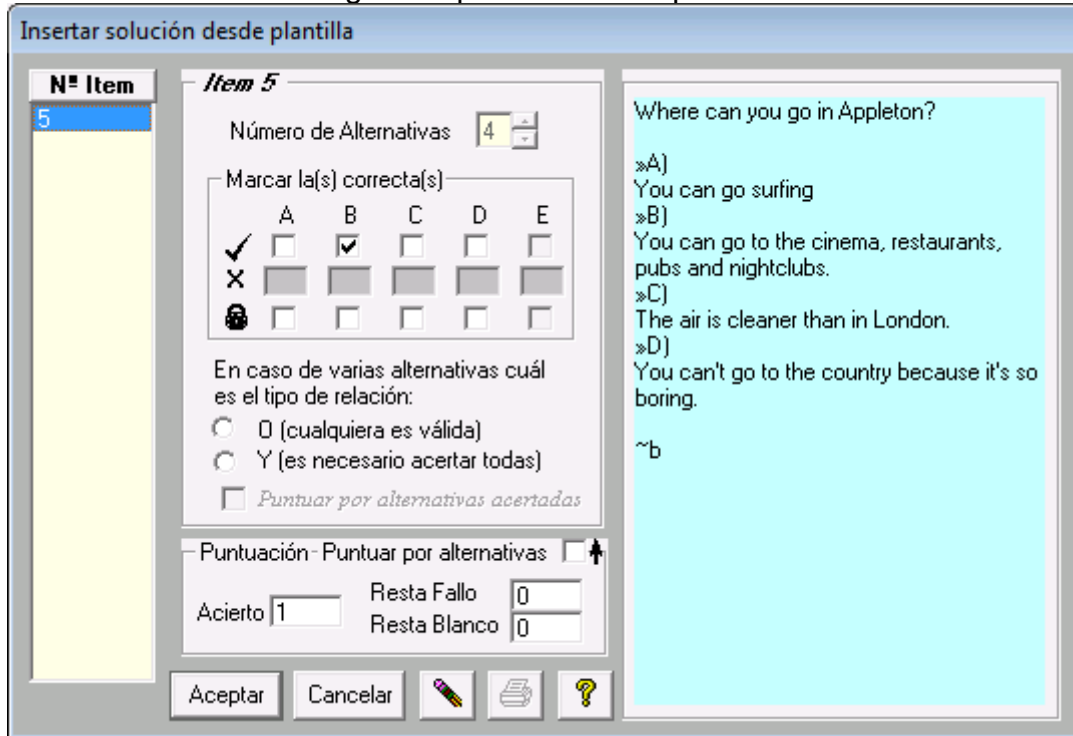 Insertar solución desde plantilla
Nº Item
5
Item 5
Número de Alternativas 4
Marcar la(s) correcta(s)
A B C D E
En caso de varias alternativas cuál
es el tipo de relación:
O (cualquiera es válida)
Y (es necesario acertar todas)
Puntuar por alternativas acertadas
Puntuación - Puntuar por alternativas
Acierto 1
Resta Fallo 0
Resta Blanco 0
Aceptar
Cancelar
?
Where can you go in Appleton?
»A)
You can go surfing
»B)
You can go to the cinema, restaurants,
pubs and nightclubs.
»C)
The air is cleaner than in London.
»D)
You can't go to the country because it's so
boring.
~b